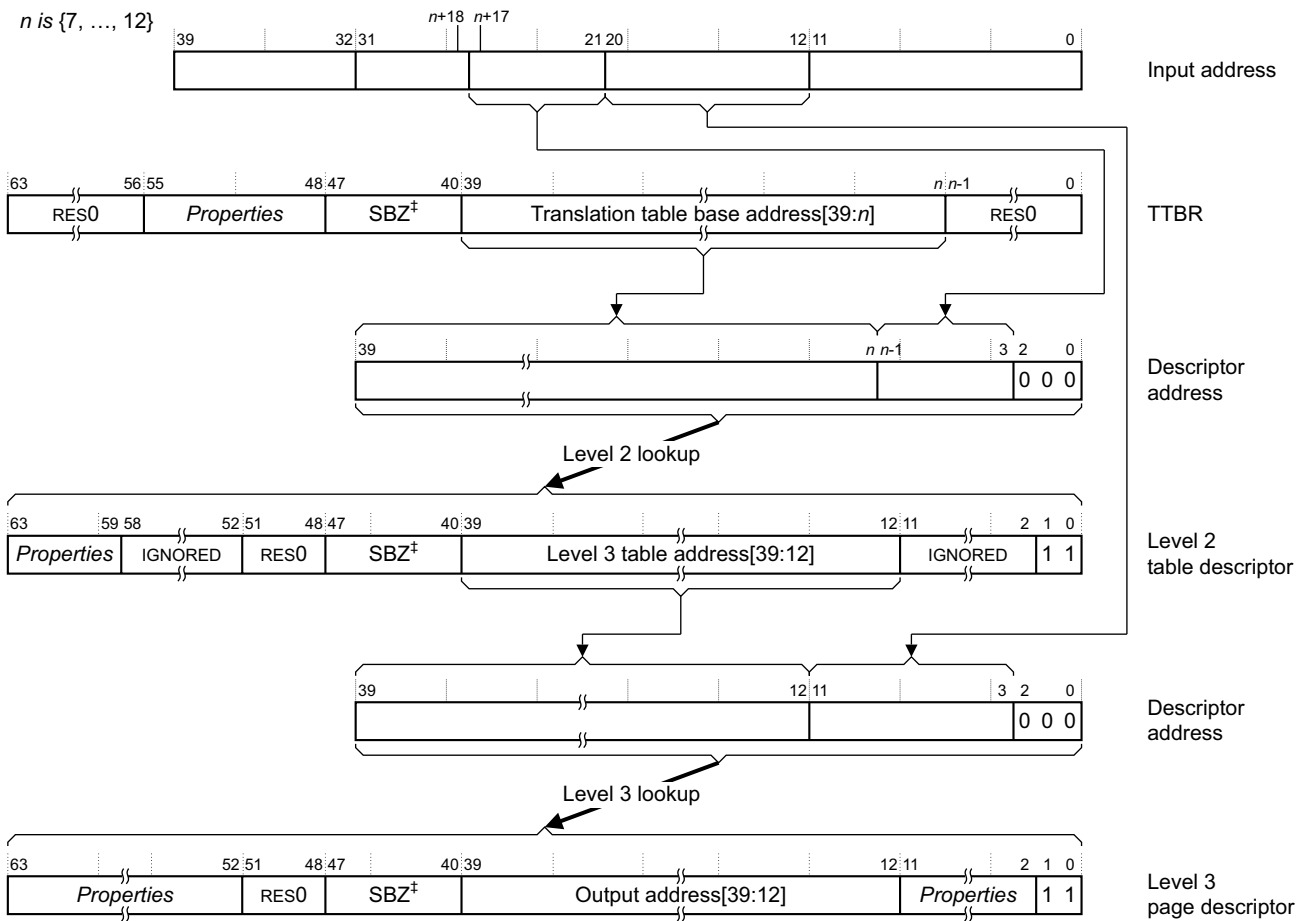 n is {7, …, 12}
n+18 n+17
39 32 31 21 20 12 11 0
Input address
63 56 55 48 47 40 39 n n-1 0
RES0 Properties SBZ‡ Translation table base address[39:n] RES0
TTBR
39 n n-1 3 2 0
0 0 0
Descriptor
address
Level 2 lookup
63 59 58 52 51 48 47 40 39 12 11 2 1 0
Properties IGNORED RES0 SBZ‡ Level 3 table address[39:12] IGNORED 1 1
Level 2
table descriptor
39 12 11 3 2 0
0 0 0
Descriptor
address
Level 3 lookup
63 52 51 48 47 40 39 12 11 2 1 0
Properties RES0 SBZ‡ Output address[39:12] Properties 1 1
Level 3
page descriptor